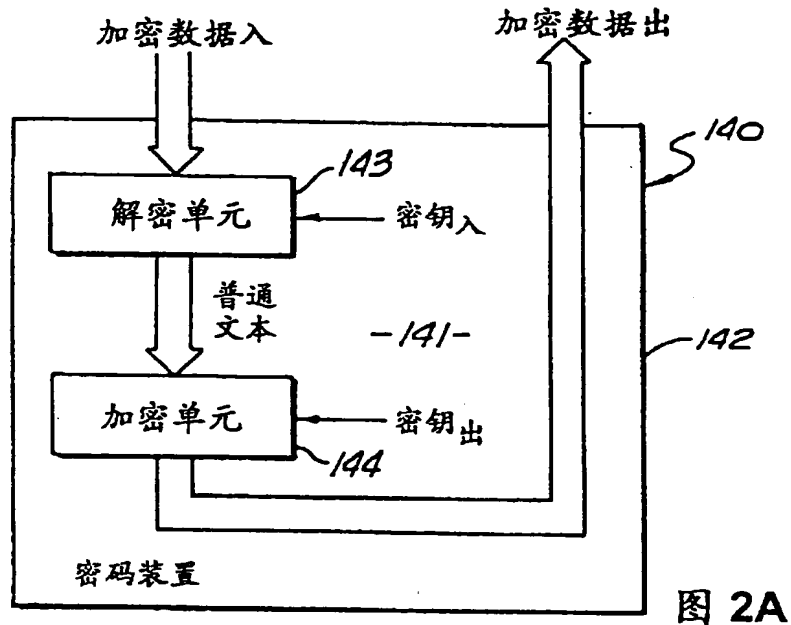 加密数据入
加密数据出
140
143
解密单元
密钥入
普通
文本
-141-
142
加密单元
密钥出
144
密码装置
图 2A